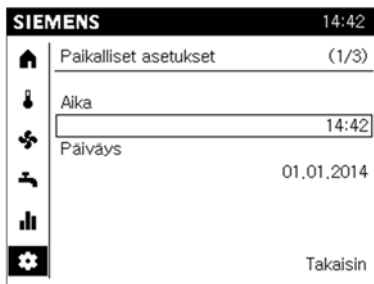 SIEMENS 14:42
Paikalliset asetukset (1/3)
Aika
14:42
Päiväys
01.01.2014
Takaisin